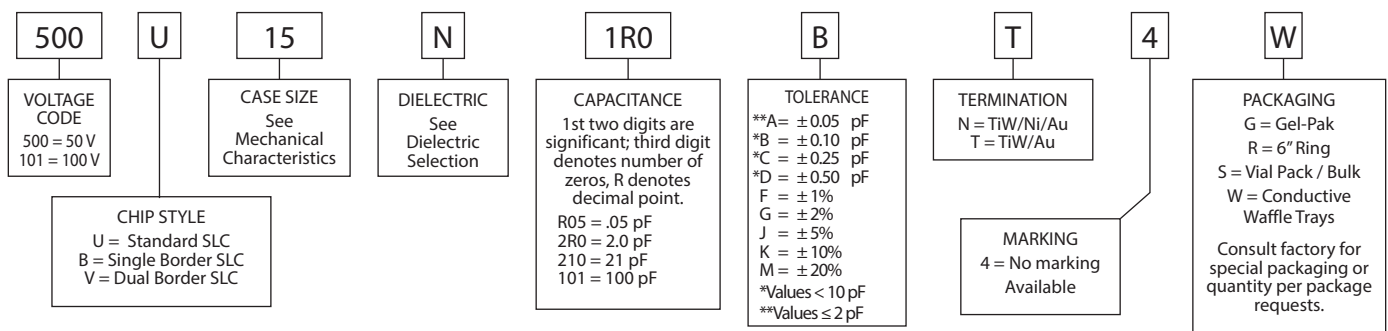 500
U
15
N
1R0
B
T
4
W
VOLTAGE
CODE
500 = 50 V
101 = 100 V
CHIP STYLE
U = Standard SLC
B = Single Border SLC
V = Dual Border SLC
CASE SIZE
See
Mechanical
Characteristics
DIELECTRIC
See
Dielectric
Selection
CAPACITANCE
1st two digits are
significant; third digit
denotes number of
zeros, R denotes
decimal point.
R05 = .05 pF
2R0 = 2.0 pF
210 = 21 pF
101 = 100 pF
TOLERANCE
**A= ±0.05 pF
*B = ±0.10 pF
*C = ±0.25 pF
*D = ±0.50 pF
F = ±1%
G = ±2%
J = ±5%
K = ±10%
M = ±20%
*Values < 10 pF
**Values ≤ 2 pF
TERMINATION
N = TiW/Ni/Au
T = TiW/Au
MARKING
4 = No marking
Available
PACKAGING
G = Gel-Pak
R = 6” Ring
S = Vial Pack / Bulk
W = Conductive
Waffle Trays
Consult factory for
special packaging or
quantity per package
requests.